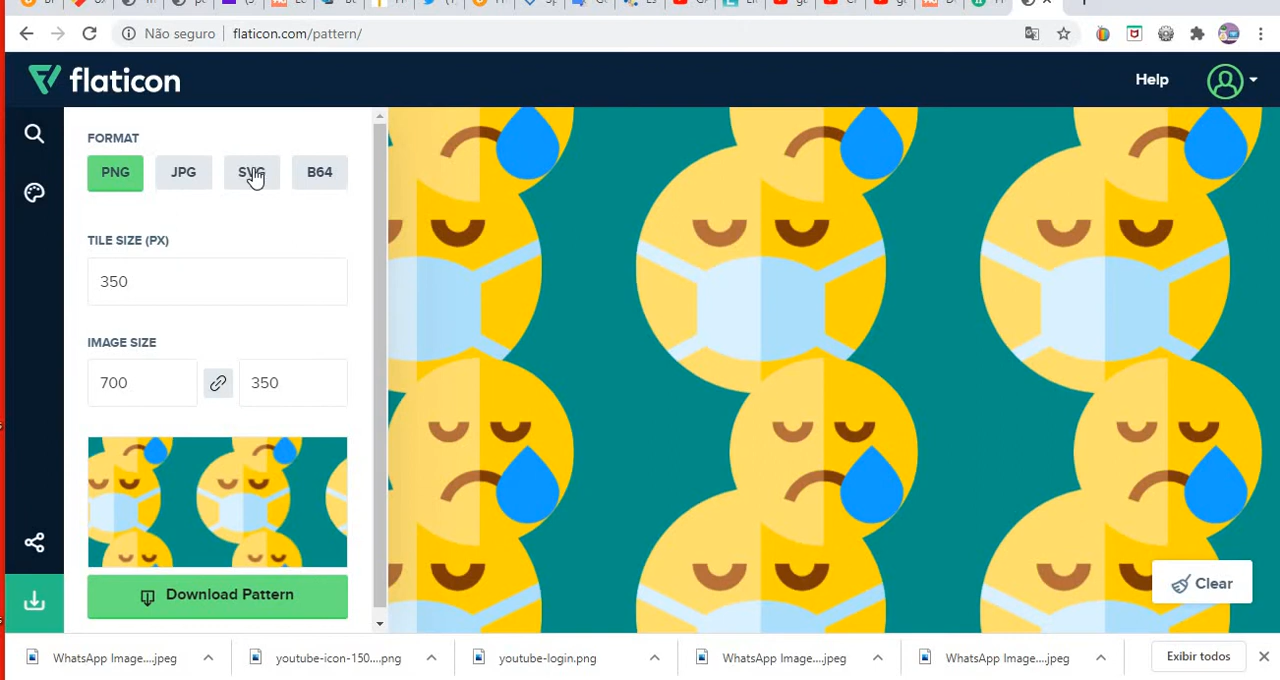 Não seguro
flaticon.com/pattern/
flaticon
Help
FORMAT
PNG
JPG
SVG
B64
TILE SIZE (PX)
350
IMAGE SIZE
700
350
Download Pattern
Clear
WhatsApp Image....jpeg
youtube-icon-150....png
youtube-login.png
WhatsApp Image....jpeg
WhatsApp Image....jpeg
Exibir todos